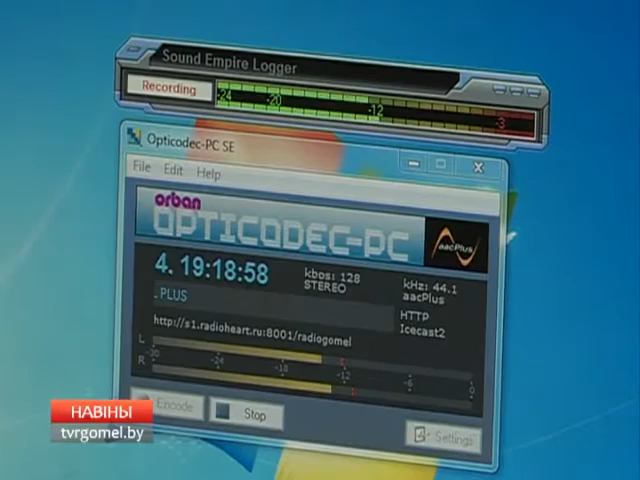 Sound Empire Logger
Recording
-24
-20
-12
-3
Opticodec-PC SE
File Edit Help
orban
OPTICODEC-PC
aacPlus
4. 19:18:58
kbps: 128
STEREO
kHz: 44.1
aacPlus
PLUS
HTTP
Icecast2
http://s1.radioheart.ru:8001/radiogomel
L
R
-30
-24
-18
-12
-6
0
Encode
Stop
Settings
НАВІНЫ
tvrgomel.by